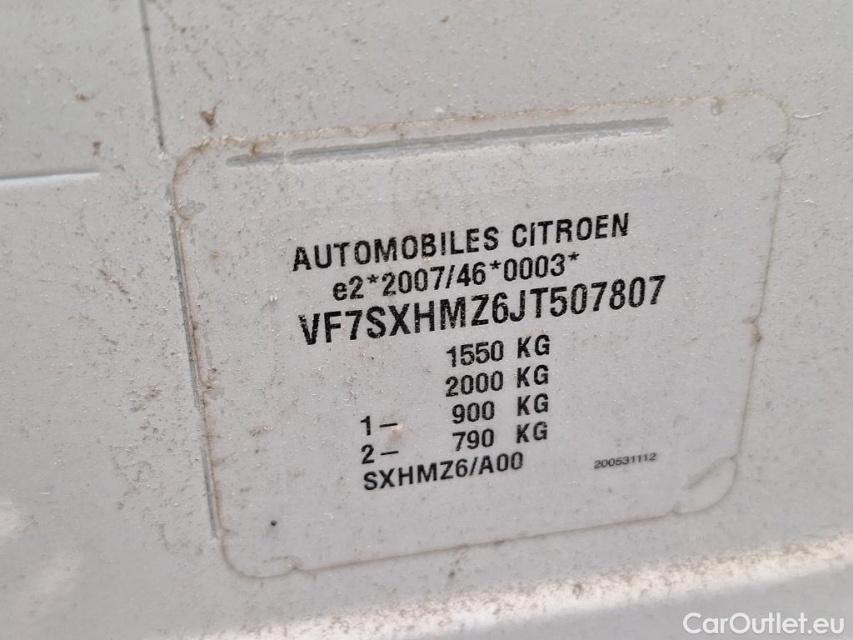 AUTOMOBILES CITROEN
e2*2007/46*0003*
VF7SXHMZ6JT507807
1550 KG
2000 KG
1– 900 KG
2– 790 KG
SXHMZ6/A00
200531112
CarOutlet.eu